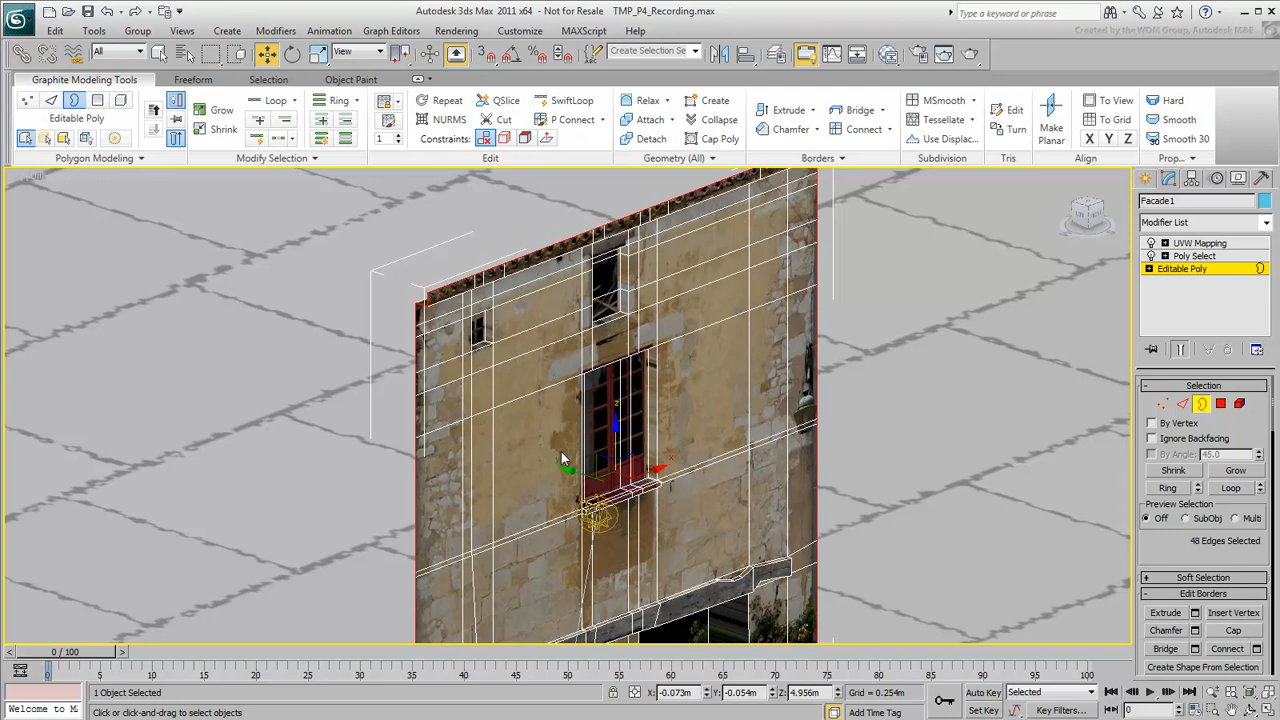 Autodesk 3ds Max 2011 x64 - Not for Resale TMP_P4_Recording.max
Type a keyword or phrase
Created by the WDM Group, Autodesk M&E
Edit Tools Group Views Create Modifiers Animation Graph Editors Rendering Customize MAXScript Help
All View Create Selection Se
Graphite Modeling Tools Freeform Selection Object Paint
Editable Poly
Grow
Shrink
Loop
Ring
1
Repeat QSlice SwiftLoop
NURMS Cut P Connect
Constraints:
Relax Create
Attach Collapse
Detach Cap Poly
Extrude Bridge
Chamfer Connect
MSmooth
Tessellate
Use Displac...
Edit
Turn
Make
Planar
To View
To Grid
X Y Z
Hard
Smooth
Smooth 30
Polygon Modeling Modify Selection Edit Geometry (All) Borders Subdivision Tris Align Prop...
z
x
Facade1
Modifier List
UVW Mapping
Poly Select
Editable Poly
Selection
By Vertex
Ignore Backfacing
By Angle: 45.0
Shrink Grow
Ring Loop
Preview Selection
Off SubObj Multi
48 Edges Selected
Soft Selection
Edit Borders
Extrude Insert Vertex
Chamfer Cap
Bridge Connect
Create Shape From Selection
0 / 100
0 5 10 15 20 25 30 35 40 45 50 55 60 65 70 75 80 85 90 95 100
1 Object Selected X: -0.073m Y: -0.054m Z: 4.956m Grid = 0.254m Auto Key Selected
Welcome to M Click or click-and-drag to select objects Add Time Tag Set Key Key Filters... 0